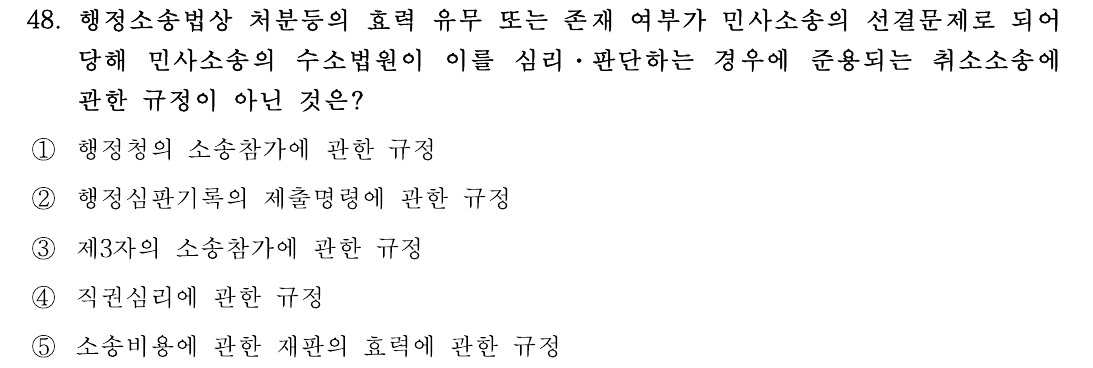 48. 행정소송법상 처분등의 효력 유무 또는 존재 여부가 민사소송의 선결문제로 되어
당해 민사소송의 수소법원이 이를 심리·판단하는 경우에 준용되는 취소소송에
관한 규정이 아닌 것은?
① 행정청의 소송참가에 관한 규정
② 행정심판기록의 제출명령에 관한 규정
③ 제3자의 소송참가에 관한 규정
④ 직권심리에 관한 규정
⑤ 소송비용에 관한 재판의 효력에 관한 규정